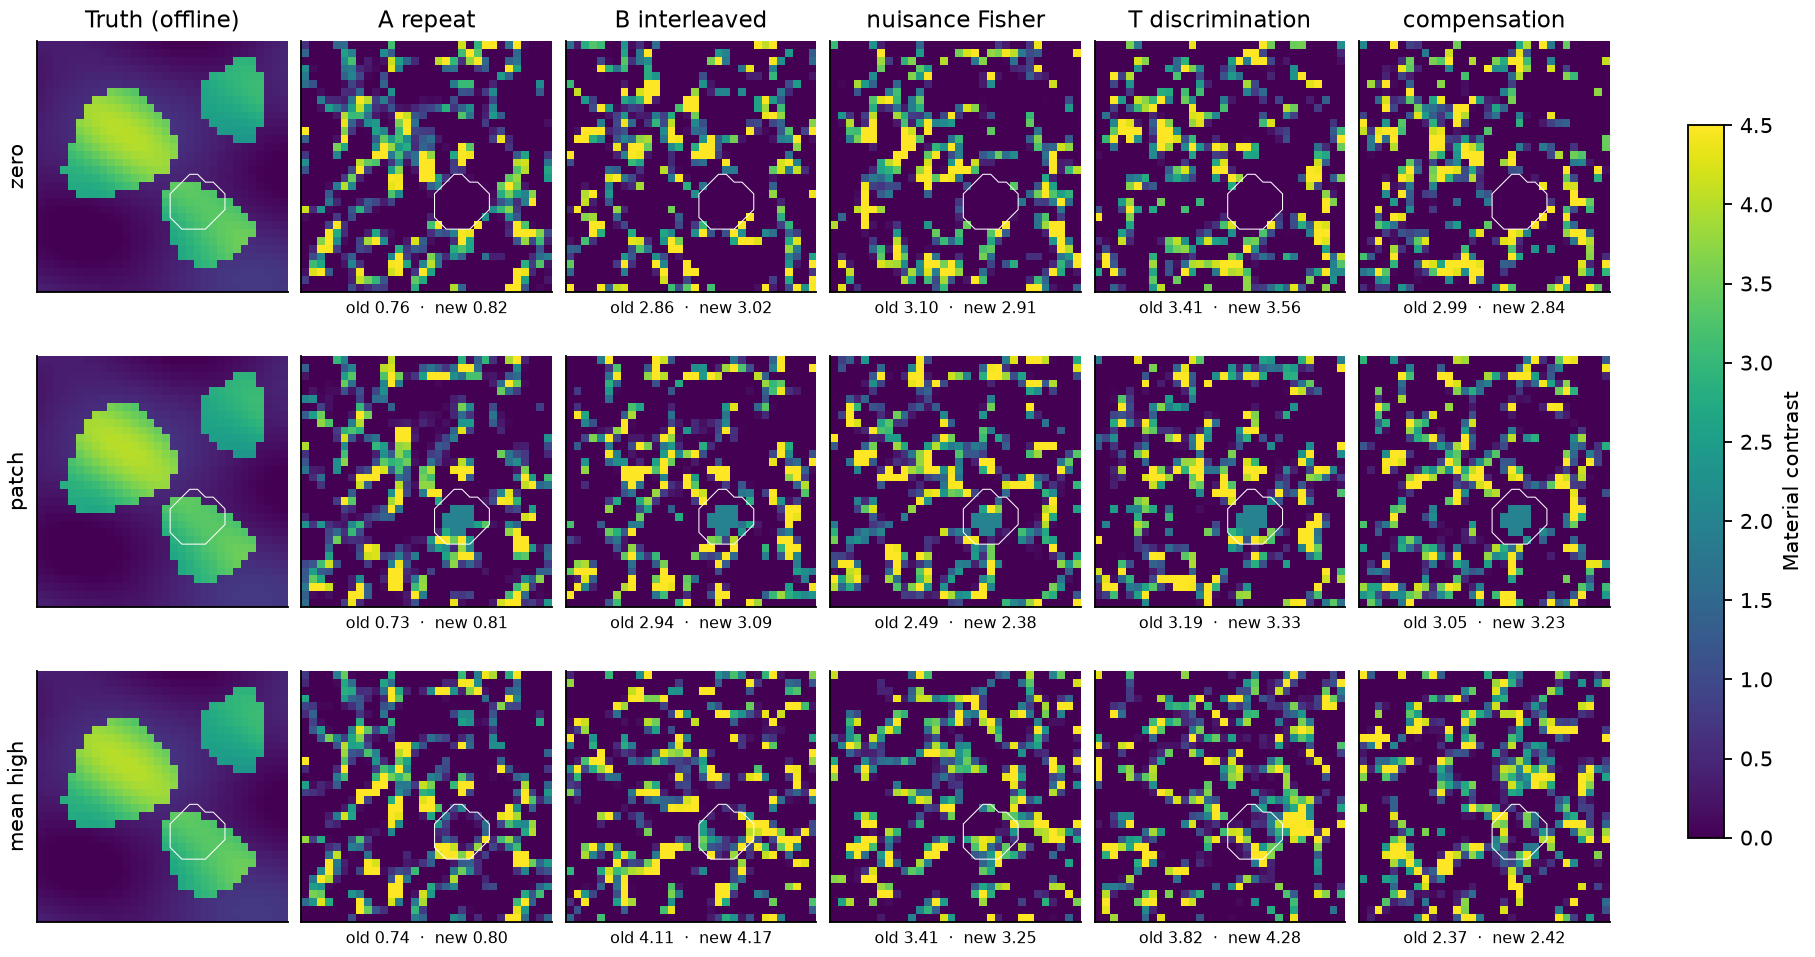 Truth (offline)
A repeat
B interleaved
nuisance Fisher
T discrimination
compensation
zero
old 0.76 · new 0.82
old 2.86 · new 3.02
old 3.10 · new 2.91
old 3.41 · new 3.56
old 2.99 · new 2.84
patch
old 0.73 · new 0.81
old 2.94 · new 3.09
old 2.49 · new 2.38
old 3.19 · new 3.33
old 3.05 · new 3.23
mean high
old 0.74 · new 0.80
old 4.11 · new 4.17
old 3.41 · new 3.25
old 3.82 · new 4.28
old 2.37 · new 2.42
4.5
4.0
3.5
3.0
2.5
2.0
1.5
1.0
0.5
0.0
Material contrast